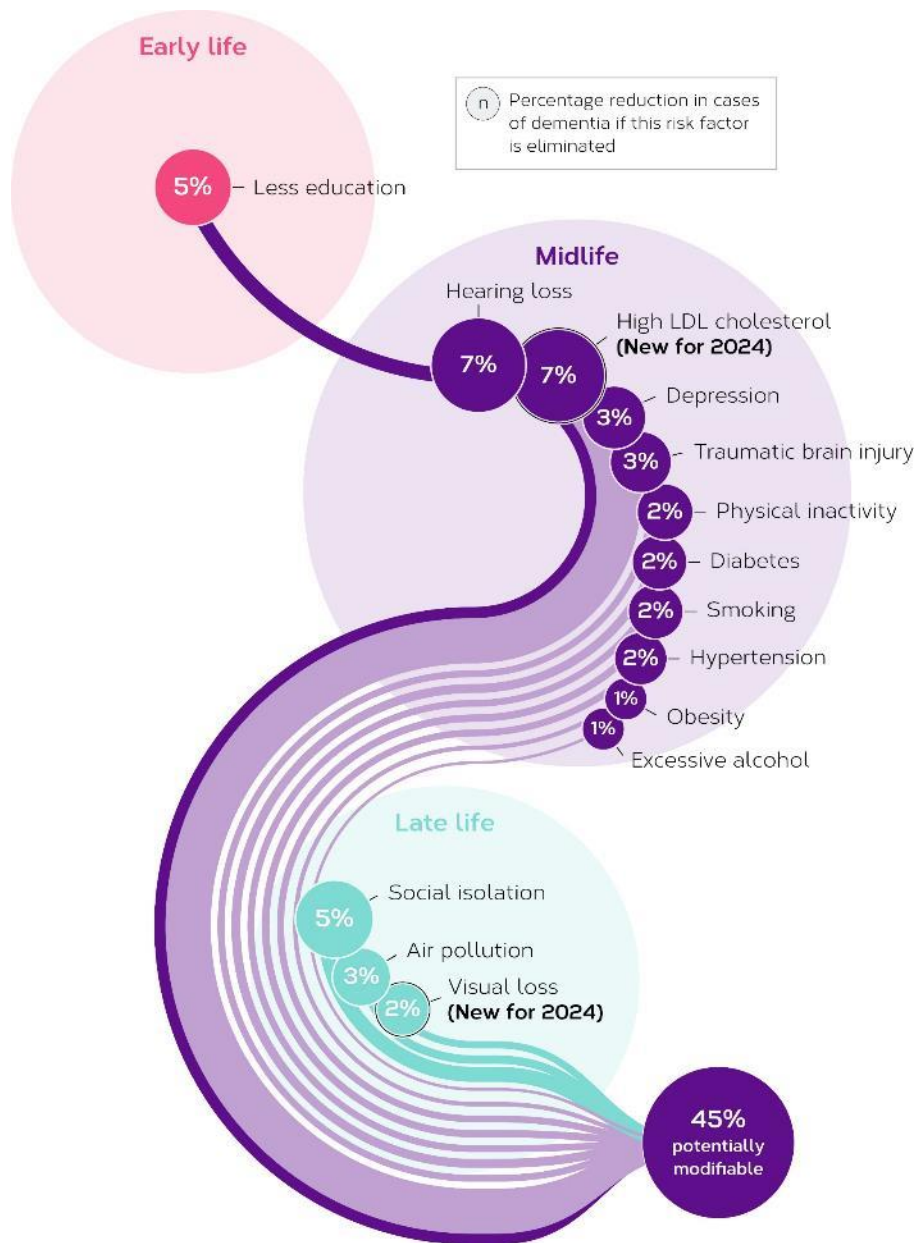 Early life
n
Percentage reduction in cases
of dementia if this risk factor
is eliminated
5%
Less education
Midlife
Hearing loss
7%
High LDL cholesterol
(New for 2024)
7%
Depression
3%
Traumatic brain injury
3%
Physical inactivity
2%
Diabetes
2%
Smoking
2%
Hypertension
2%
Obesity
1%
Excessive alcohol
1%
Late life
Social isolation
5%
Air pollution
3%
Visual loss
(New for 2024)
2%
45%
potentially
modifiable